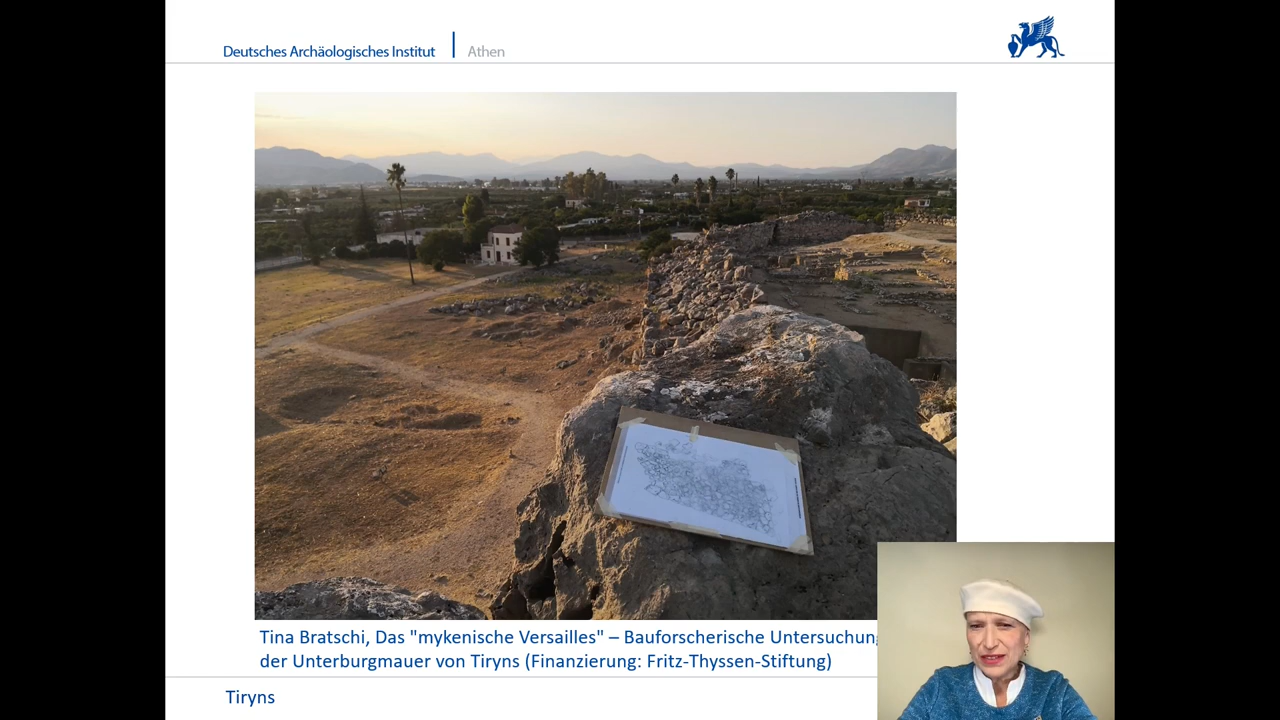 Deutsches Archäologisches Institut | Athen
Tina Bratschi, Das "mykenische Versailles" – Bauforscherische Untersuchung
der Unterburgmauer von Tiryns (Finanzierung: Fritz-Thyssen-Stiftung)
Tiryns